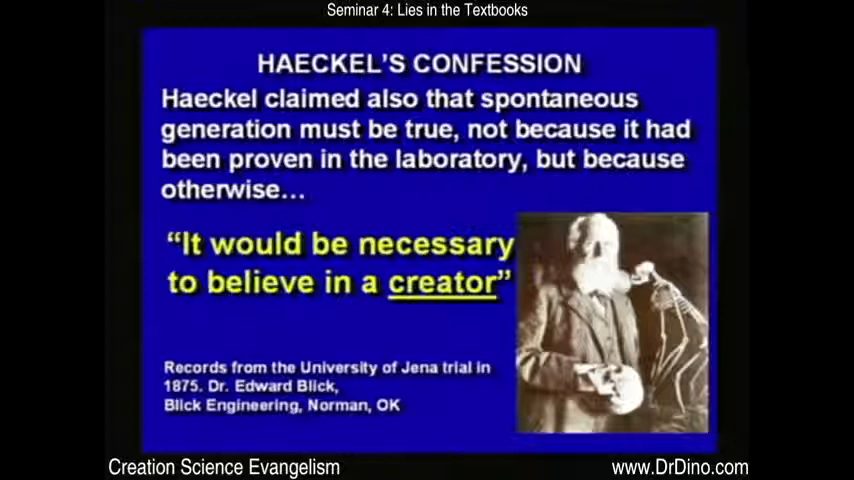 Seminar 4: Lies in the Textbooks
HAECKEL'S CONFESSION
Haeckel claimed also that spontaneous
generation must be true, not because it had
been proven in the laboratory, but because
otherwise…
“It would be necessary
to believe in a creator”
Records from the University of Jena trial in
1875. Dr. Edward Blick,
Blick Engineering, Norman, OK
Creation Science Evangelism
www.DrDino.com